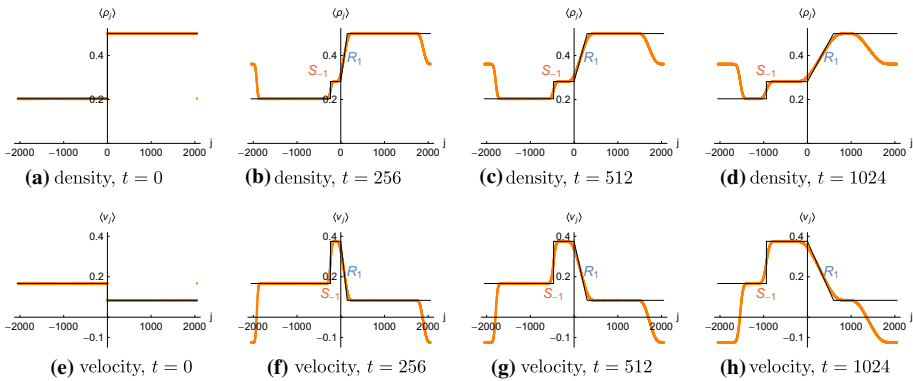 ⟨ρj⟩ ⟨ρj⟩ ⟨ρj⟩ ⟨ρj⟩
0.4 0.4 0.4 0.4
R1 R1 R1
S−1 S−1 S−1
0.2 0.2 0.2 0.2
j j j j
−2000 −1000 0 1000 2000 −2000 −1000 0 1000 2000 −2000 −1000 0 1000 2000 −2000 −1000 0 1000 2000
(a) density, t = 0 (b) density, t = 256 (c) density, t = 512 (d) density, t = 1024
⟨vj⟩ ⟨vj⟩ ⟨vj⟩ ⟨vj⟩
0.4 0.4 0.4 0.4
R1 R1 R1
0.2 0.2 0.2 0.2
S−1 S−1 S−1
j j j j
−2000 −1000 0 1000 2000 −2000 −1000 0 1000 2000 −2000 −1000 0 1000 2000 −2000 −1000 0 1000 2000
−0.1 −0.1 −0.1 −0.1
(e) velocity, t = 0 (f) velocity, t = 256 (g) velocity, t = 512 (h) velocity, t = 1024